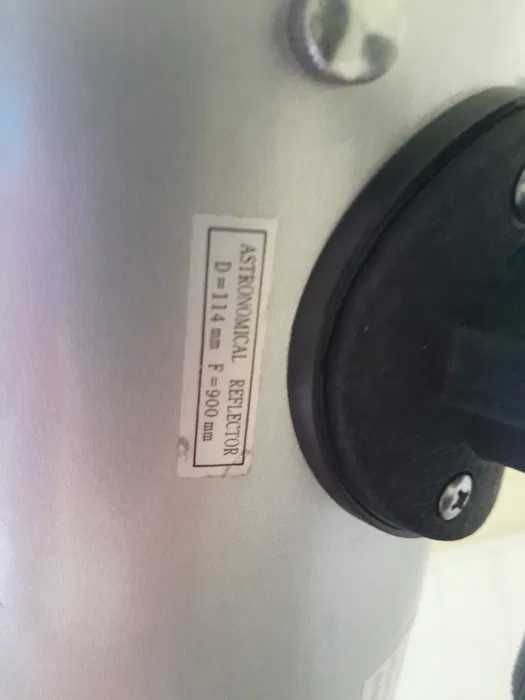 ASTRONOMICAL REFLECTOR
D=114 mm F=900 mm